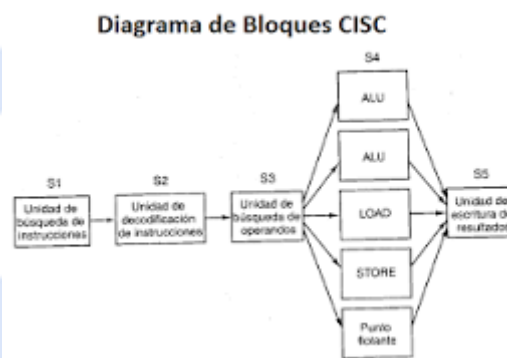 Diagrama de Bloques CISC
S1
Unidad de
búsqueda de
instrucciones
S2
Unidad de
decodificación
de instrucciones
S3
Unidad de
búsqueda de
operandos
S4
ALU
ALU
LOAD
STORE
Punto
flotante
S5
Unidad de
escritura de
resultados